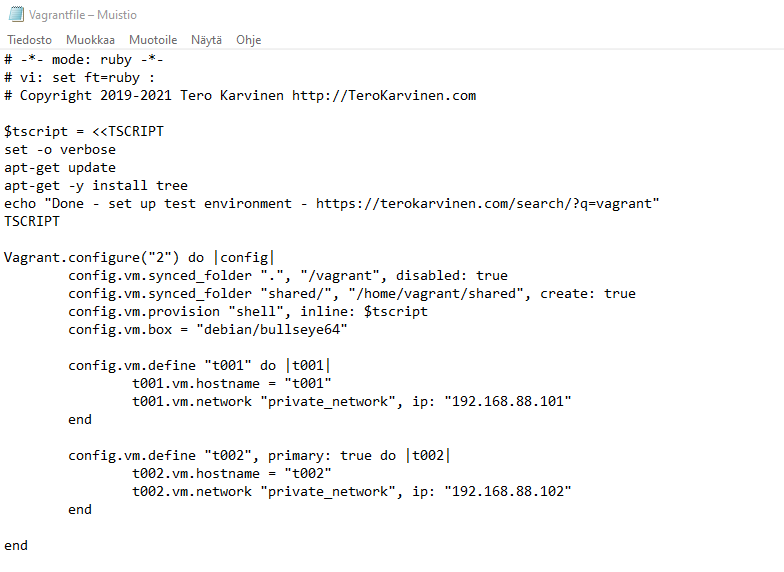 Vagrantfile – Muistio
Tiedosto Muokkaa Muotoile Näytä Ohje
# -*- mode: ruby -*-
# vi: set ft=ruby :
# Copyright 2019-2021 Tero Karvinen http://TeroKarvinen.com

$tscript = <<TSCRIPT
set -o verbose
apt-get update
apt-get -y install tree
echo "Done - set up test environment - https://terokarvinen.com/search/?q=vagrant"
TSCRIPT

Vagrant.configure("2") do |config|
        config.vm.synced_folder ".", "/vagrant", disabled: true
        config.vm.synced_folder "shared/", "/home/vagrant/shared", create: true
        config.vm.provision "shell", inline: $tscript
        config.vm.box = "debian/bullseye64"

        config.vm.define "t001" do |t001|
                t001.vm.hostname = "t001"
                t001.vm.network "private_network", ip: "192.168.88.101"
        end

        config.vm.define "t002", primary: true do |t002|
                t002.vm.hostname = "t002"
                t002.vm.network "private_network", ip: "192.168.88.102"
        end

end